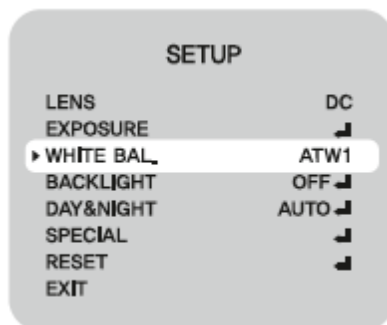 SETUP
LENS DC
EXPOSURE ↲
▸ WHITE BAL. ATW1
BACKLIGHT OFF ↲
DAY&NIGHT AUTO ↲
SPECIAL ↲
RESET ↲
EXIT